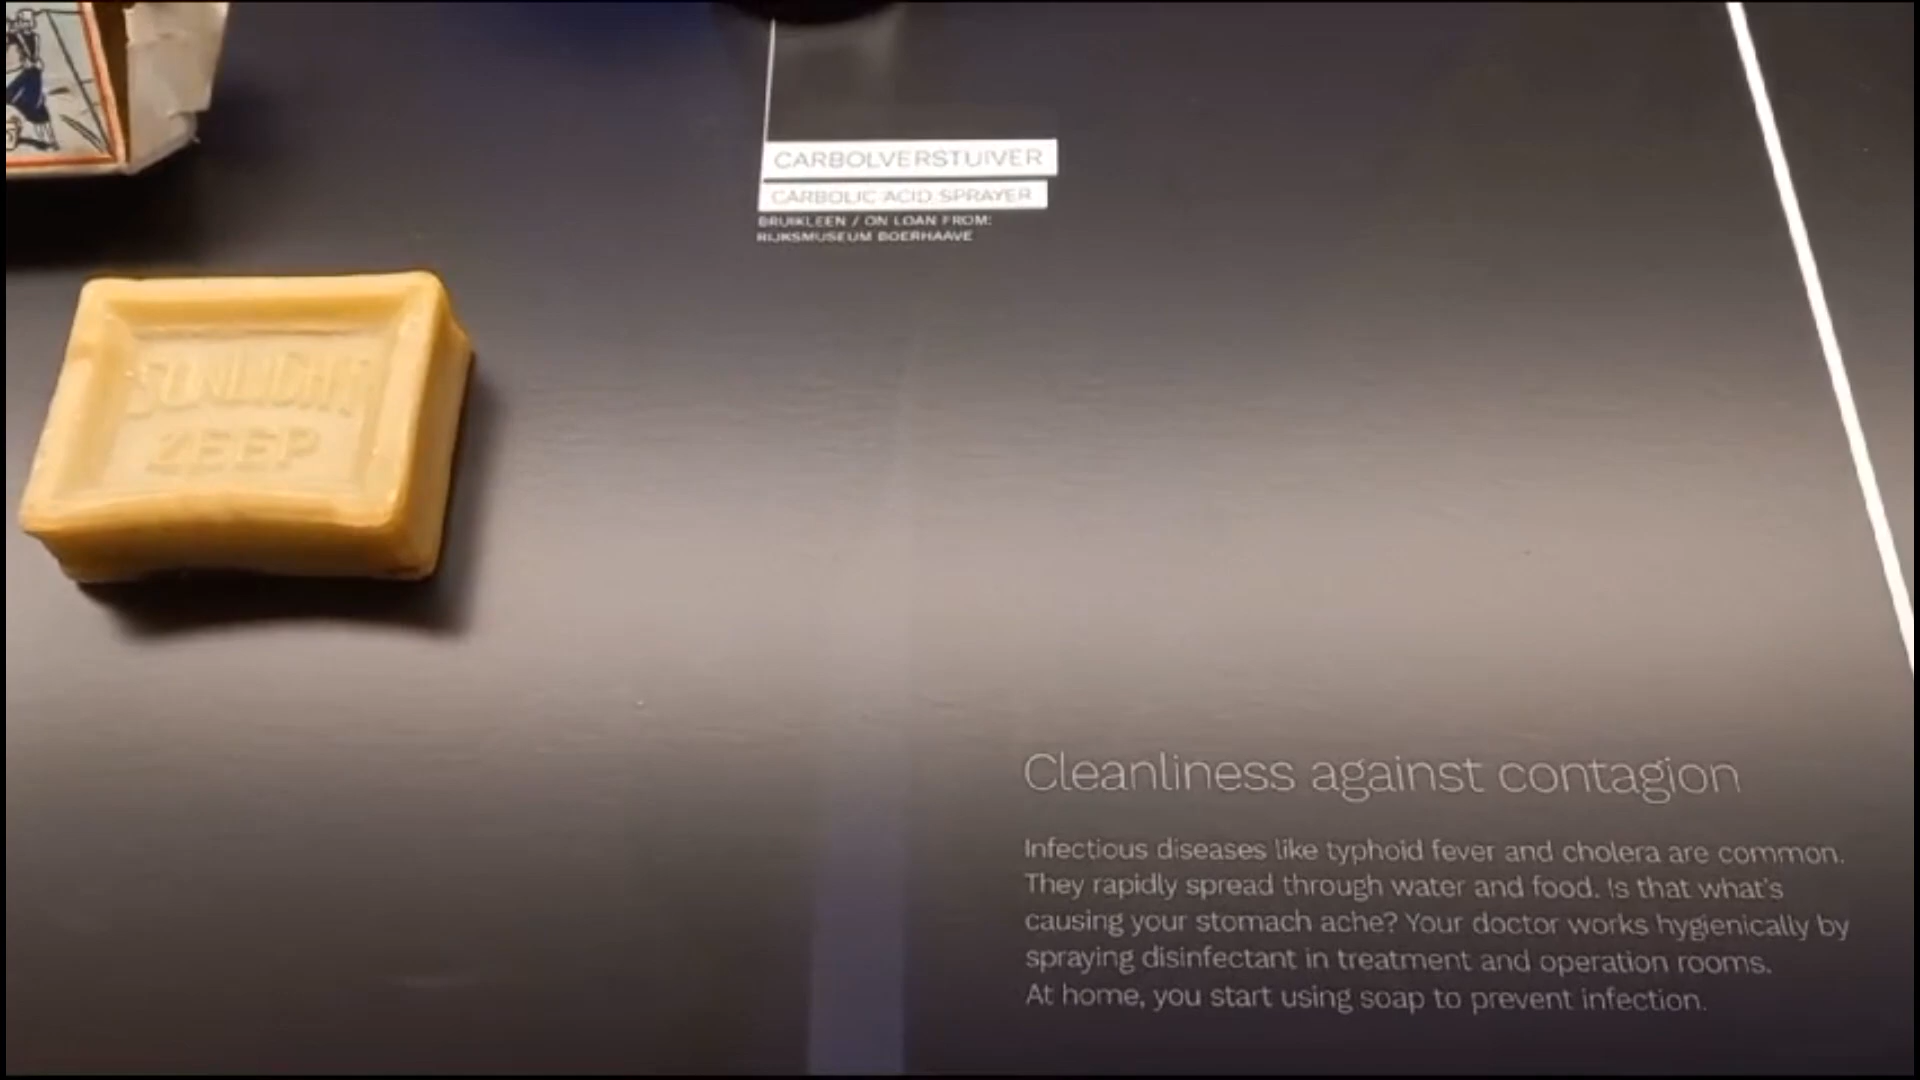 CARBOLVERSTUIVER
CARBOLIC ACID SPRAYER
BRUIKLEEN / ON LOAN FROM:
RIJKSMUSEUM BOERHAAVE
SUNLIGHT
ZEEP
Cleanliness against contagion
Infectious diseases like typhoid fever and cholera are common.
They rapidly spread through water and food. Is that what's
causing your stomach ache? Your doctor works hygienically by
spraying disinfectant in treatment and operation rooms.
At home, you start using soap to prevent infection.